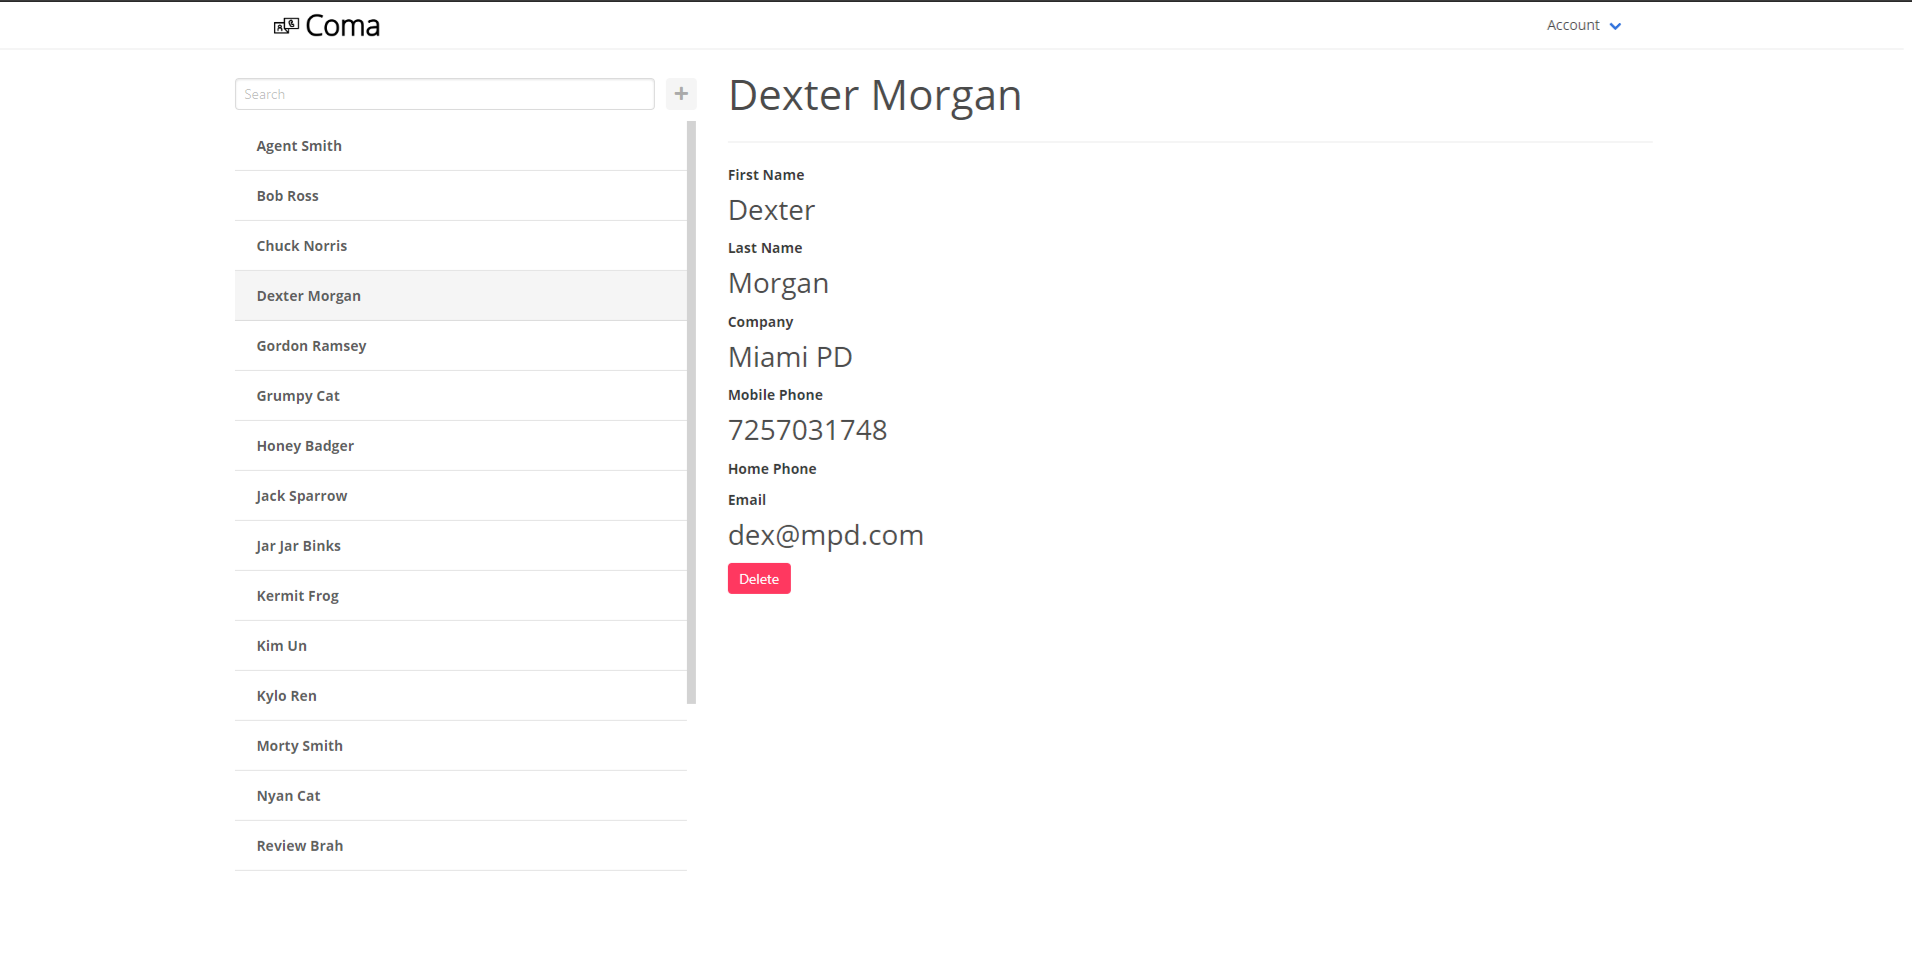 Coma
Account
Search
+
Agent Smith
Bob Ross
Chuck Norris
Dexter Morgan
Gordon Ramsey
Grumpy Cat
Honey Badger
Jack Sparrow
Jar Jar Binks
Kermit Frog
Kim Un
Kylo Ren
Morty Smith
Nyan Cat
Review Brah
Dexter Morgan
First Name
Dexter
Last Name
Morgan
Company
Miami PD
Mobile Phone
7257031748
Home Phone
Email
dex@mpd.com
Delete